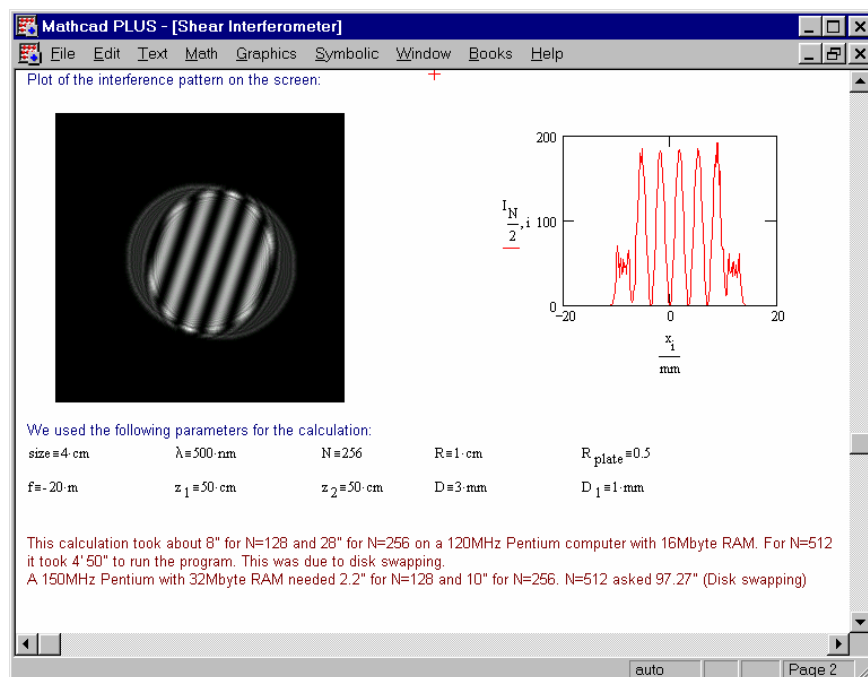 Mathcad PLUS - [Shear Interferometer]
File Edit Text Math Graphics Symbolic Window Books Help
Plot of the interference pattern on the screen:
200
100
0
I N/2 ,i
-20 0 20
x i
mm
We used the following parameters for the calculation:
size≡4·cm λ≡500·nm N≡256 R≡1·cm R plate≡0.5
f≡-20·m z 1≡50·cm z 2≡50·cm D≡3·mm D 1≡1·mm
This calculation took about 8" for N=128 and 28" for N=256 on a 120MHz Pentium computer with 16Mbyte RAM. For N=512
it took 4'50" to run the program. This was due to disk swapping.
A 150MHz Pentium with 32Mbyte RAM needed 2.2" for N=128 and 10" for N=256. N=512 asked 97.27" (Disk swapping)
auto Page 2